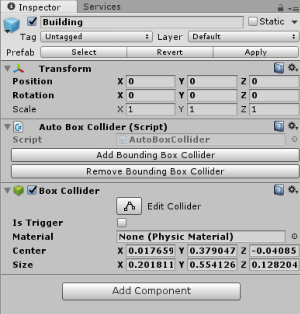 Inspector Services
Building Static
Tag Untagged Layer Default
Prefab Select Revert Apply
Transform
Position X 0 Y 0 Z 0
Rotation X 0 Y 0 Z 0
Scale X 1 Y 1 Z 1
Auto Box Collider (Script)
Script AutoBoxCollider
Add Bounding Box Collider
Remove Bounding Box Collider
Box Collider
Edit Collider
Is Trigger
Material None (Physic Material)
Center X 0.017659 Y 0.379047 Z -0.04085
Size X 0.201811 Y 0.554126 Z 0.128204
Add Component